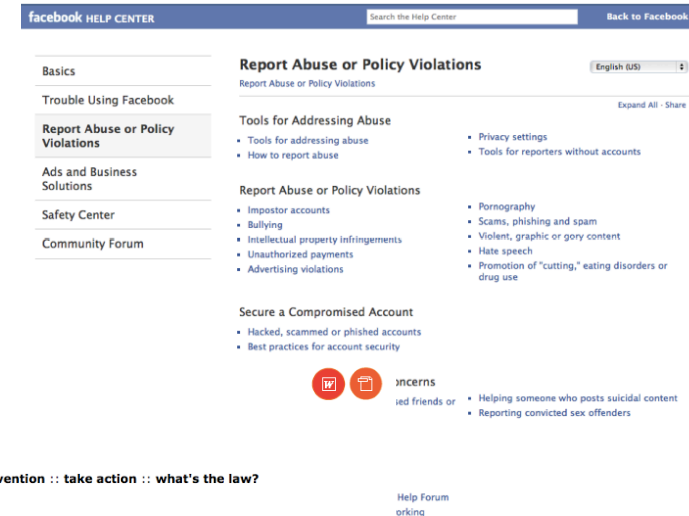 facebook HELP CENTER
Search the Help Center
Back to Facebook
Basics
Trouble Using Facebook
Report Abuse or Policy
Violations
Ads and Business
Solutions
Safety Center
Community Forum
Report Abuse or Policy Violations
English (US)
Report Abuse or Policy Violations
Expand All - Share
Tools for Addressing Abuse
Tools for addressing abuse
How to report abuse
Privacy settings
Tools for reporters without accounts
Report Abuse or Policy Violations
Impostor accounts
Bullying
Intellectual property infringements
Unauthorized payments
Advertising violations
Pornography
Scams, phishing and spam
Violent, graphic or gory content
Hate speech
Promotion of "cutting," eating disorders or
drug use
Secure a Compromised Account
Hacked, scammed or phished accounts
Best practices for account security
friends or
Helping someone who posts suicidal content
Reporting convicted sex offenders
:: take action :: what's the law?
Help Forum